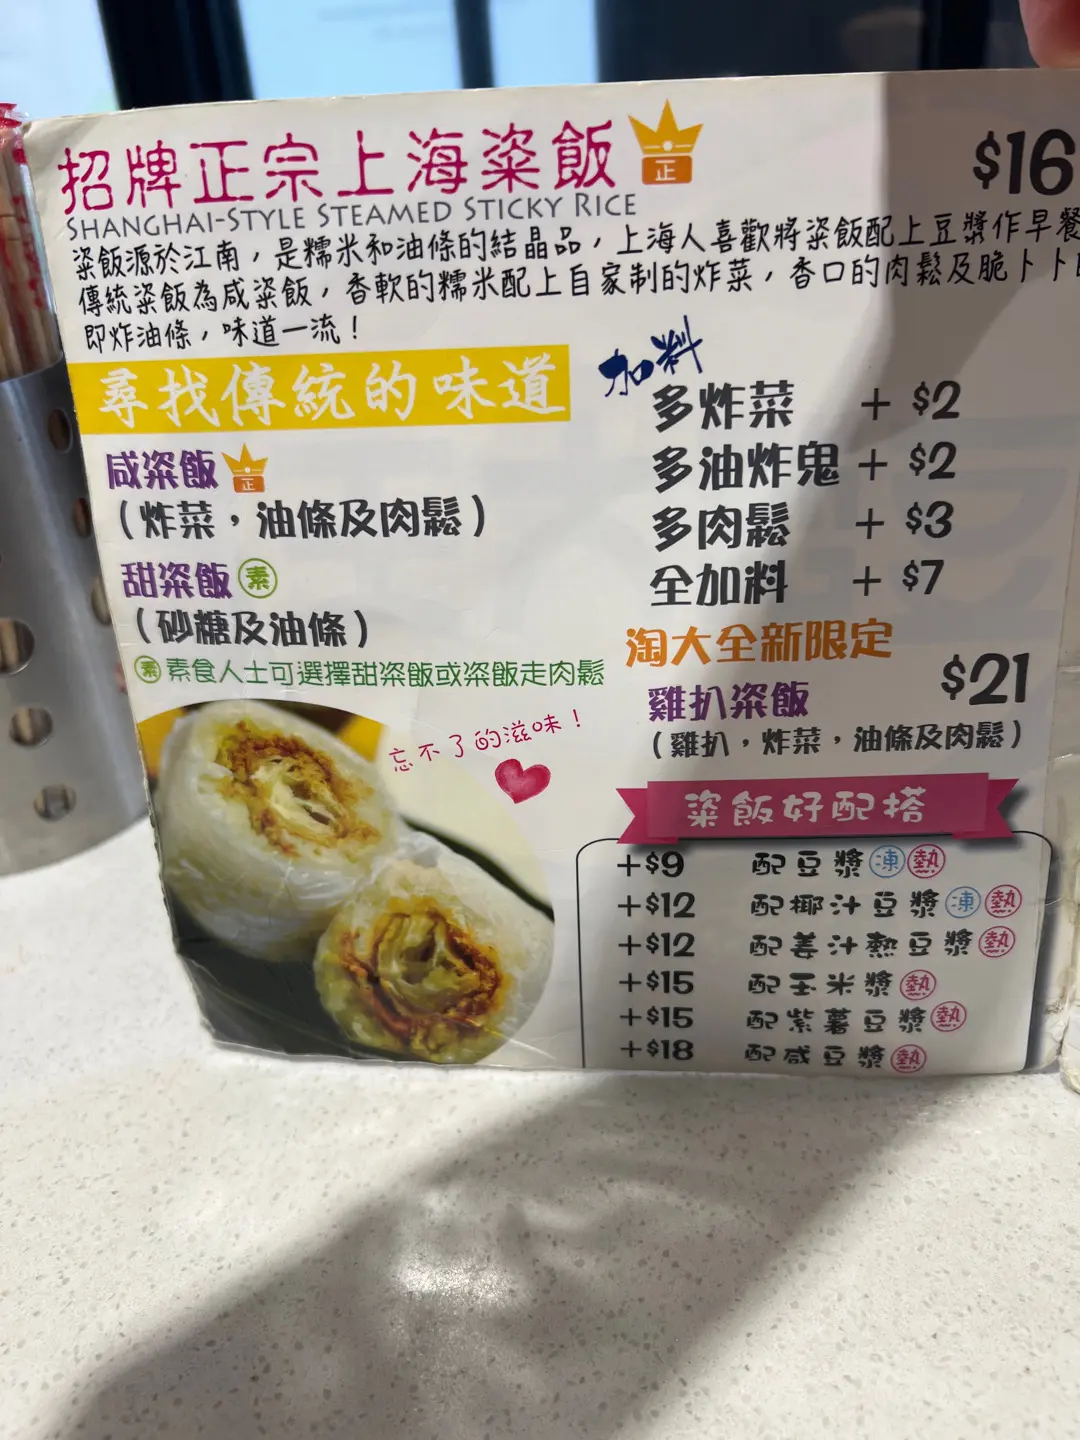 招牌正宗上海粢飯 正
$16
SHANGHAI-STYLE STEAMED STICKY RICE
粢飯源於江南，是糯米和油條的結晶品，上海人喜歡將粢飯配上豆漿作早餐
傳統粢飯為咸粢飯，香軟的糯米配上自家制的炸菜，香口的肉鬆及脆卜卜
即炸油條，味道一流！
尋找傳統的味道
咸粢飯 正
（炸菜，油條及肉鬆）
甜粢飯 素
（砂糖及油條）
素 素食人士可選擇甜粢飯或粢飯走肉鬆
忘不了的滋味！
加料
多炸菜 + $2
多油炸鬼 + $2
多肉鬆 + $3
全加料 + $7
淘大全新限定
雞扒粢飯 $21
（雞扒，炸菜，油條及肉鬆）
粢飯好配搭
+$9 配豆漿 凍 熱
+$12 配椰汁豆漿 凍 熱
+$12 配姜汁熱豆漿 熱
+$15 配玉米漿 熱
+$15 配紫薯豆漿 熱
+$18 配咸豆漿 熱